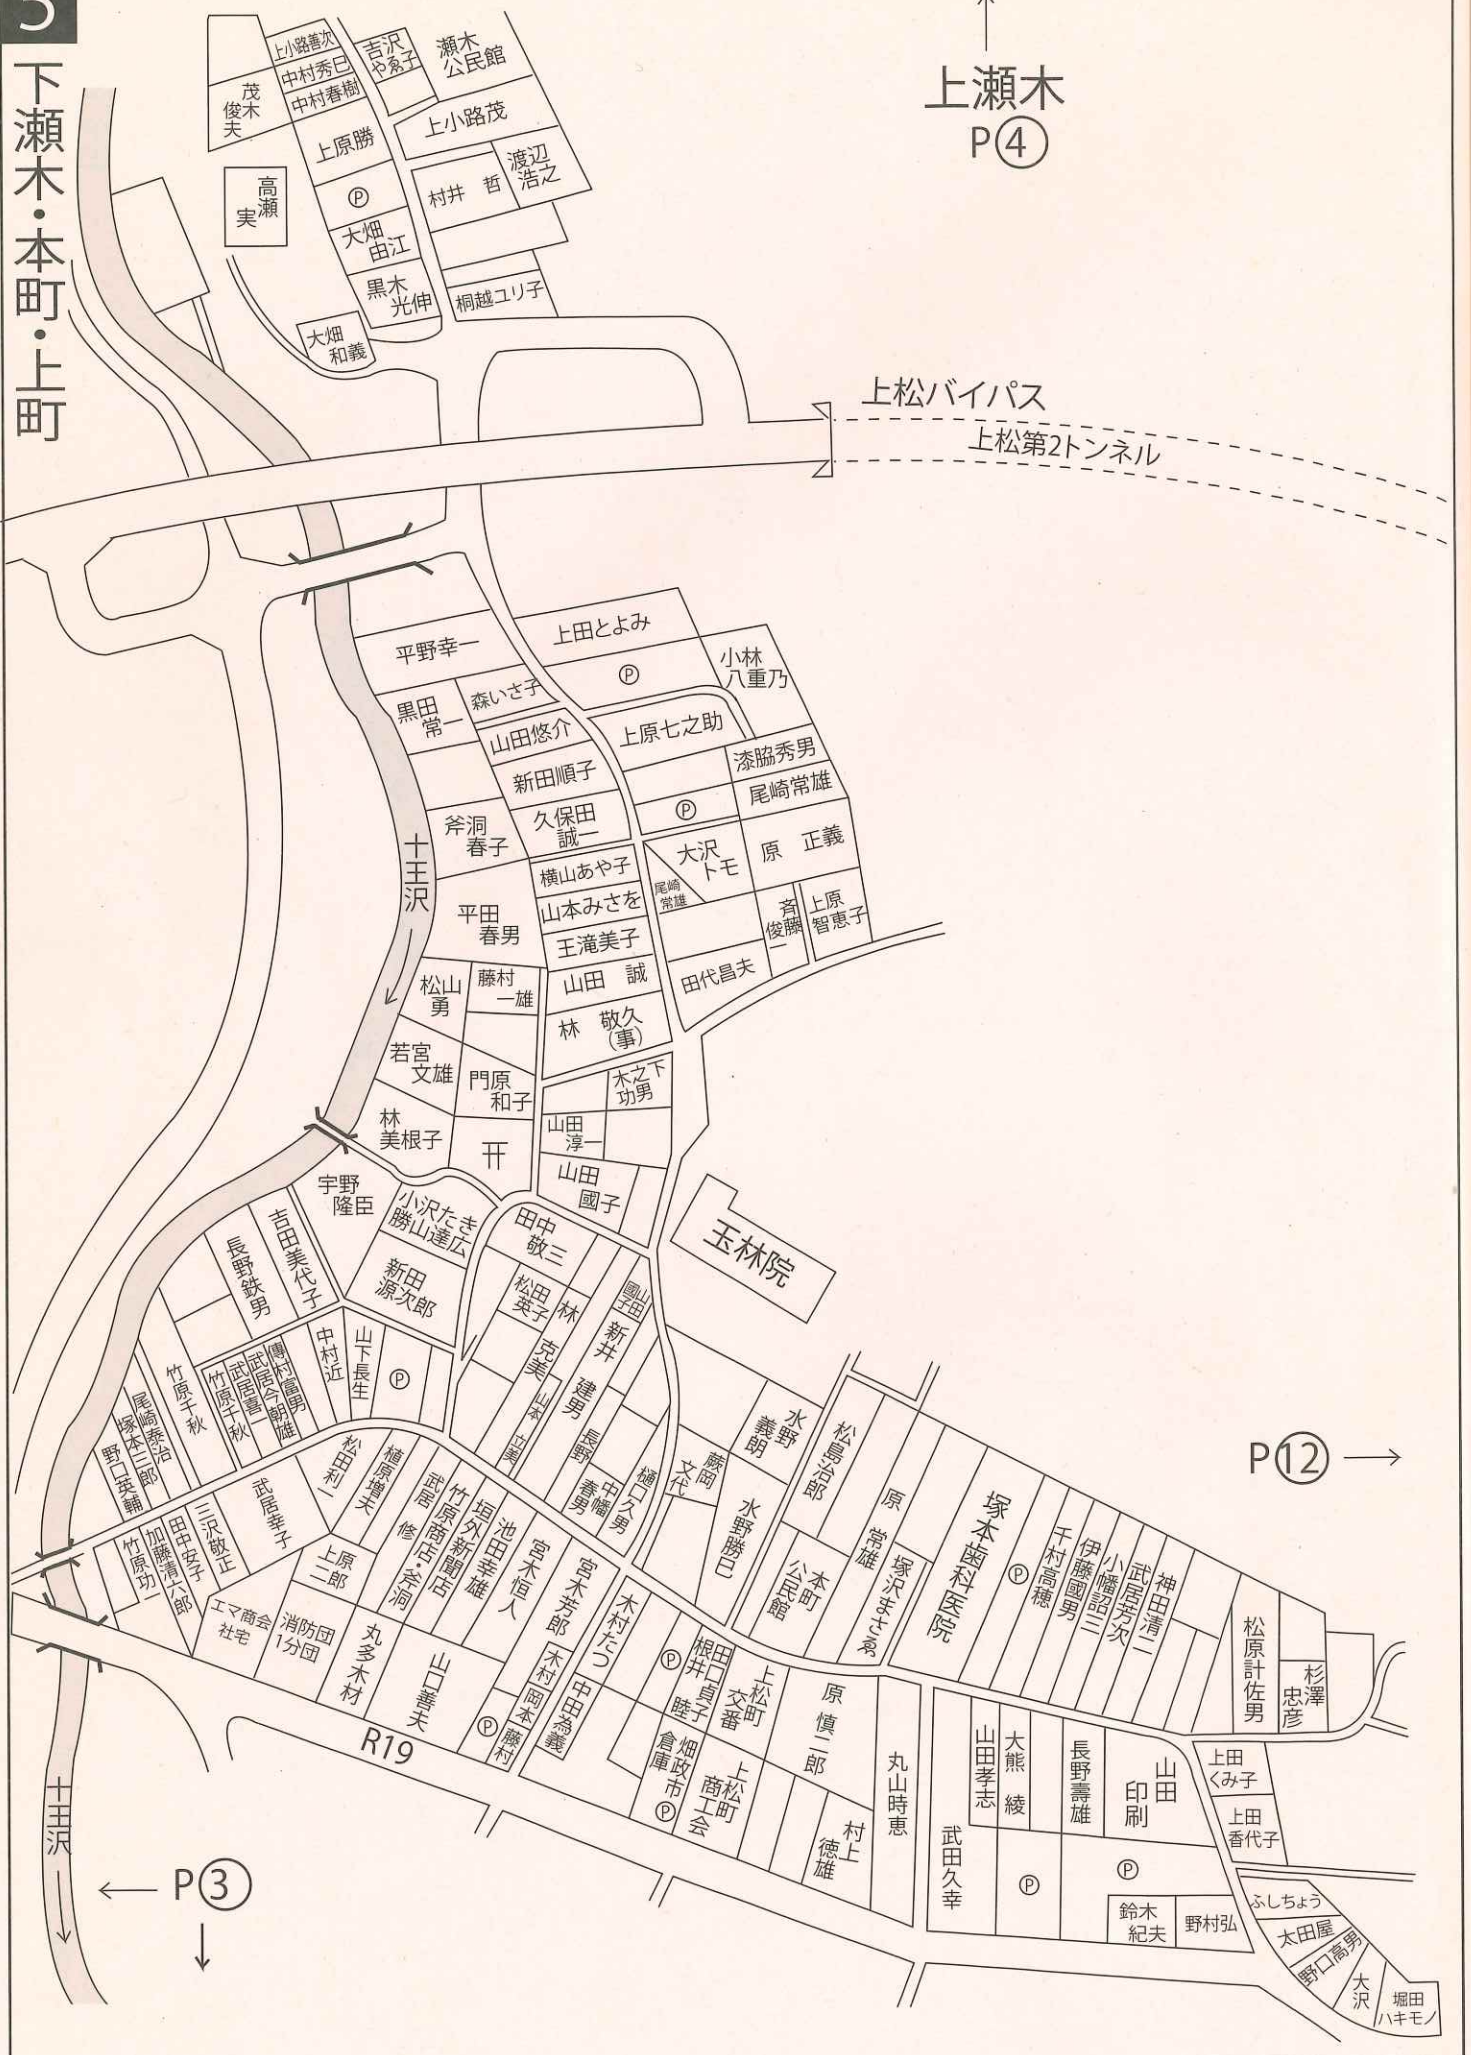 5
下瀬木・本町・上町
上瀬木
P④
上小路善次
中村秀巳
中村春樹
吉沢
やゑ子
瀬木
公民館
茂木
俊夫
上原勝
上小路茂
渡辺
浩之
村井 哲
高瀬
実
Ⓟ
大畑
由江
黒木
光伸
桐越ユリ子
大畑
和義
上松バイパス
上松第2トンネル
平野幸一
上田とよみ
Ⓟ
小林
八重乃
黒田
常一
森いさ子
山田悠介
上原七之助
新田順子
漆脇秀男
尾崎常雄
Ⓟ
斧洞
春子
久保田
誠一
大沢
トモ
尾崎
常雄
原 正義
横山あや子
山本みさを
斉藤
俊一
上原
智恵子
十王沢
平田
春男
王滝美子
山田 誠
田代昌夫
松山
勇
藤村
一雄
林 敬久
(事)
若宮
文雄
門原
和子
木之下
功男
林
美根子
山田
淳一
山田
國子
宇野
隆臣
小沢たき
勝山達広
田中
敬三
玉林院
吉田美代子
長野鉄男
新田
源次郎
松田
英子
林 克美
山田
國子
新井 建男
山本 立美
中村近
山下長生
Ⓟ
傳村富男
武居今朝雄
武居喜一
竹原千秋
竹原千秋
尾崎泰治
塚本三郎
野口英輔
長野 春男
中幡
樋口久男
蕨岡
文代
水野
義朗
水野勝巳
松島治郎
原 常雄
塚沢まさゑ
本町
公民館
塚本歯科医院
Ⓟ
千村高穂
伊藤國男
小幡詔三
武居芳次
神田清二
松原計佐男
杉澤
忠彦
P⑫
松田利一
植原増夫
武居 修
竹原商店・斧洞
垣外新聞店
池田幸雄
宮木恒人
宮木芳郎
武居幸子
三沢敬正
田中安子
加藤清六郎
竹原功一
上原
二郎
エマ商会
社宅
消防団
1分団
丸多木材
山口善夫
Ⓟ
木村
岡本
藤村
中田為義
木村たつ
Ⓟ
田口貞子
根井 睦
上松町
交番
畑政市
倉庫
Ⓟ
上松町
商工会
原 慎二郎
村上
徳雄
丸山時恵
武田久幸
山田孝志
大熊 綾
長野壽雄
山田
印刷
Ⓟ
Ⓟ
鈴木
紀夫
野村弘
上田
くみ子
上田
香代子
ふしちょう
太田屋
野口高男
大沢
堀田
ハキモノ
R19
十王沢
P③